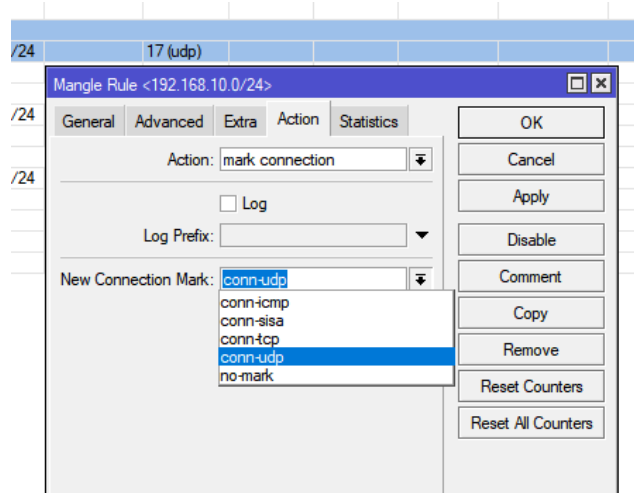 /24 17 (udp)
Mangle Rule <192.168.10.0/24>
/24
General Advanced Extra Action Statistics
OK
Action: mark connection
Cancel
/24
Log
Apply
Log Prefix:
Disable
New Connection Mark: conn-udp
Comment
conn-icmp
conn-sisa
conn-tcp
conn-udp
no-mark
Copy
Remove
Reset Counters
Reset All Counters